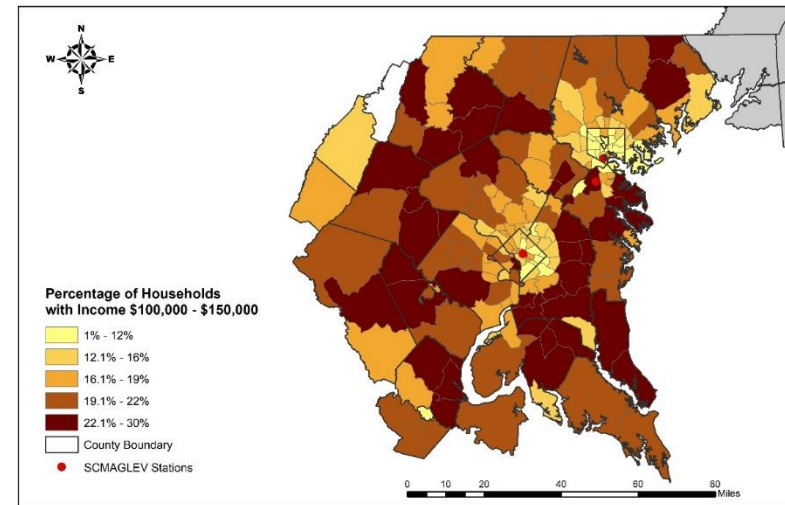 N
W E
S
Percentage of Households
with Income $100,000 - $150,000
1% - 12%
12.1% - 16%
16.1% - 19%
19.1% - 22%
22.1% - 30%
County Boundary
SCMAGLEV Stations
0 10 20 40 60 80
Miles